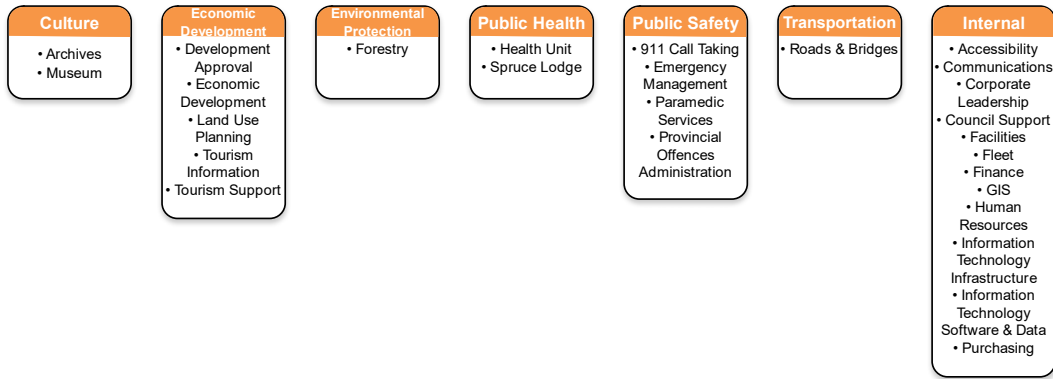 Culture
• Archives
• Museum
Economic
Development
• Development
Approval
• Economic
Development
• Land Use
Planning
• Tourism
Information
• Tourism Support
Environmental
Protection
• Forestry
Public Health
• Health Unit
• Spruce Lodge
Public Safety
• 911 Call Taking
• Emergency
Management
• Paramedic
Services
• Provincial
Offences
Administration
Transportation
• Roads & Bridges
Internal
• Accessibility
• Communications
• Corporate
Leadership
• Council Support
• Facilities
• Fleet
• Finance
• GIS
• Human
Resources
• Information
Technology
Infrastructure
• Information
Technology
Software & Data
• Purchasing